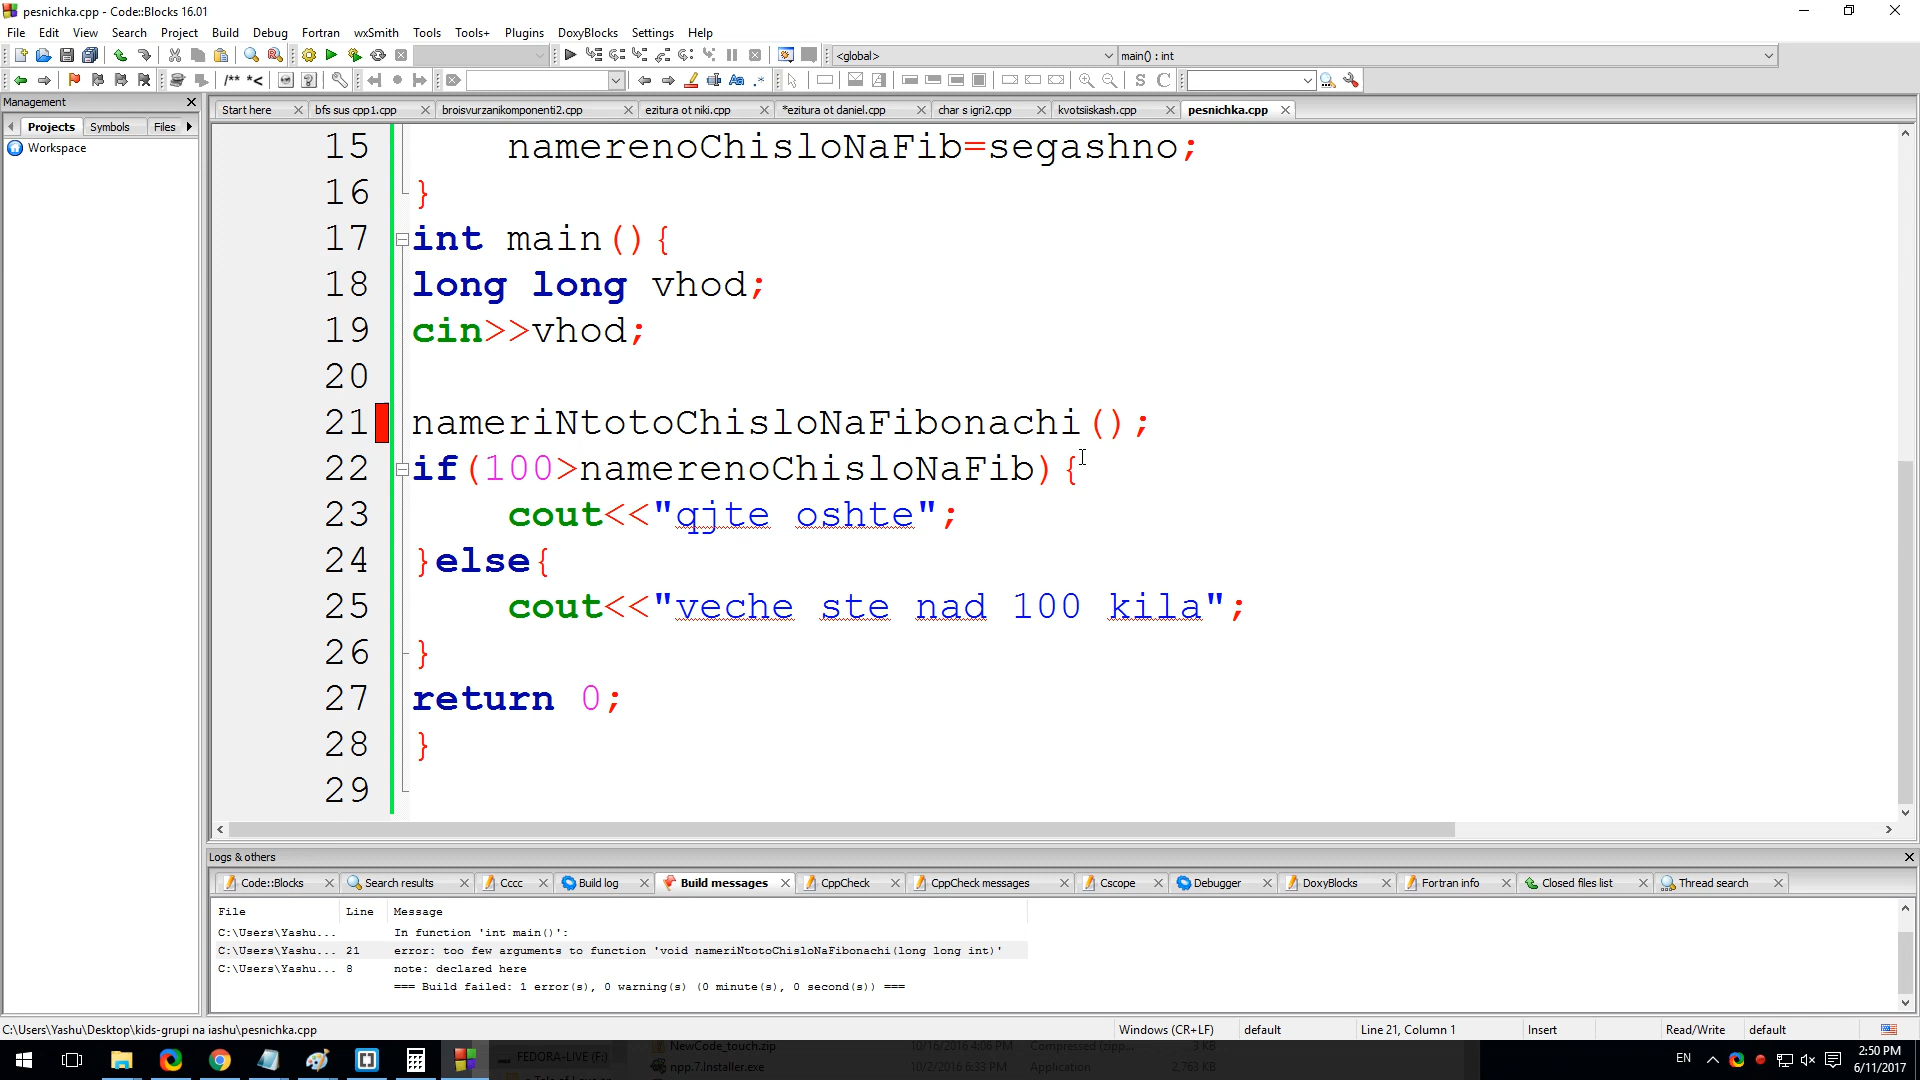 pesnichka.cpp - Code::Blocks 16.01
File Edit View Search Project Build Debug Fortran wxSmith Tools Tools+ Plugins DoxyBlocks Settings Help
<global> main() : int
/** *<
Management
Projects Symbols Files
Workspace
Start here bfs sus cpp1.cpp broisvurzanikomponenti2.cpp ezitura ot niki.cpp *ezitura ot daniel.cpp char s igri2.cpp kvotsiiskash.cpp pesnichka.cpp
15 namerenoChisloNaFib=segashno;
16 }
17 int main(){
18 long long vhod;
19 cin>>vhod;
20
21 nameriNtotoChisloNaFibonachi();
22 if(100>namerenoChisloNaFib){
23 cout<<"qjte oshte";
24 }else{
25 cout<<"veche ste nad 100 kila";
26 }
27 return 0;
28 }
29
Logs & others
Code::Blocks Search results Cccc Build log Build messages CppCheck CppCheck messages Cscope Debugger DoxyBlocks Fortran info Closed files list Thread search
File Line Message
C:\Users\Yashu... In function 'int main()':
C:\Users\Yashu... 21 error: too few arguments to function 'void nameriNtotoChisloNaFibonachi(long long int)'
C:\Users\Yashu... 8 note: declared here
=== Build failed: 1 error(s), 0 warning(s) (0 minute(s), 0 second(s)) ===
C:\Users\Yashu\Desktop\kids-grupi na iashu\pesnichka.cpp Windows (CR+LF) default Line 21, Column 1 Insert Read/Write default
FEDORA-LIVE (F:)
NewCode_touch.zip 10/16/2016 4:06 PM Compressed (zipp... 3 KB
npp.7.Installer.exe 10/2/2016 6:33 PM Application 2,763 KB
EN
2:50 PM
6/11/2017